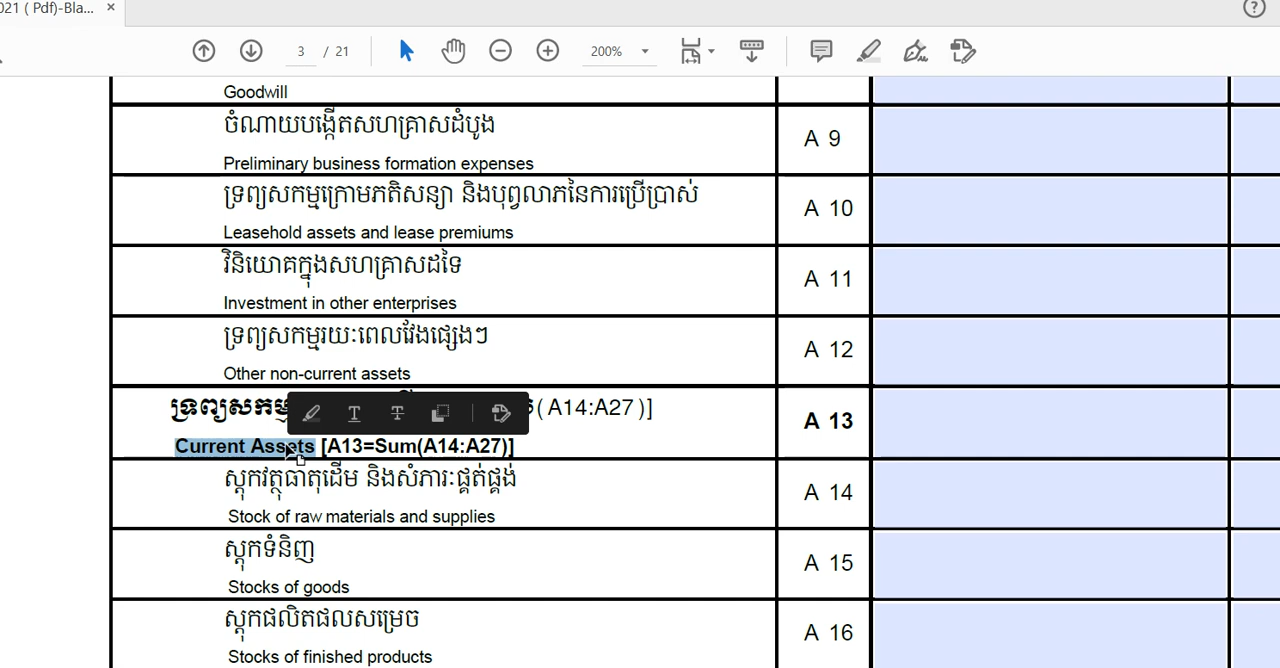 021 ( Pdf)-Bla... ×
3 / 21
200%
Goodwill
ចំណាយបង្កើតសហគ្រាសដំបូង
Preliminary business formation expenses
A 9
ទ្រព្យសកម្មក្រោមភតិសន្យា និងបុព្វលាភនៃការប្រើប្រាស់
Leasehold assets and lease premiums
A 10
វិនិយោគក្នុងសហគ្រាសដទៃ
Investment in other enterprises
A 11
ទ្រព្យសកម្មរយៈពេលវែងផ្សេងៗ
Other non-current assets
A 12
ទ្រព្យសកម្ម (A14:A27 )]
Current Assets [A13=Sum(A14:A27)]
A 13
ស្តុកវត្ថុធាតុដើម និងសំភារៈផ្គត់ផ្គង់
Stock of raw materials and supplies
A 14
ស្តុកទំនិញ
Stocks of goods
A 15
ស្តុកផលិតផលសម្រេច
Stocks of finished products
A 16